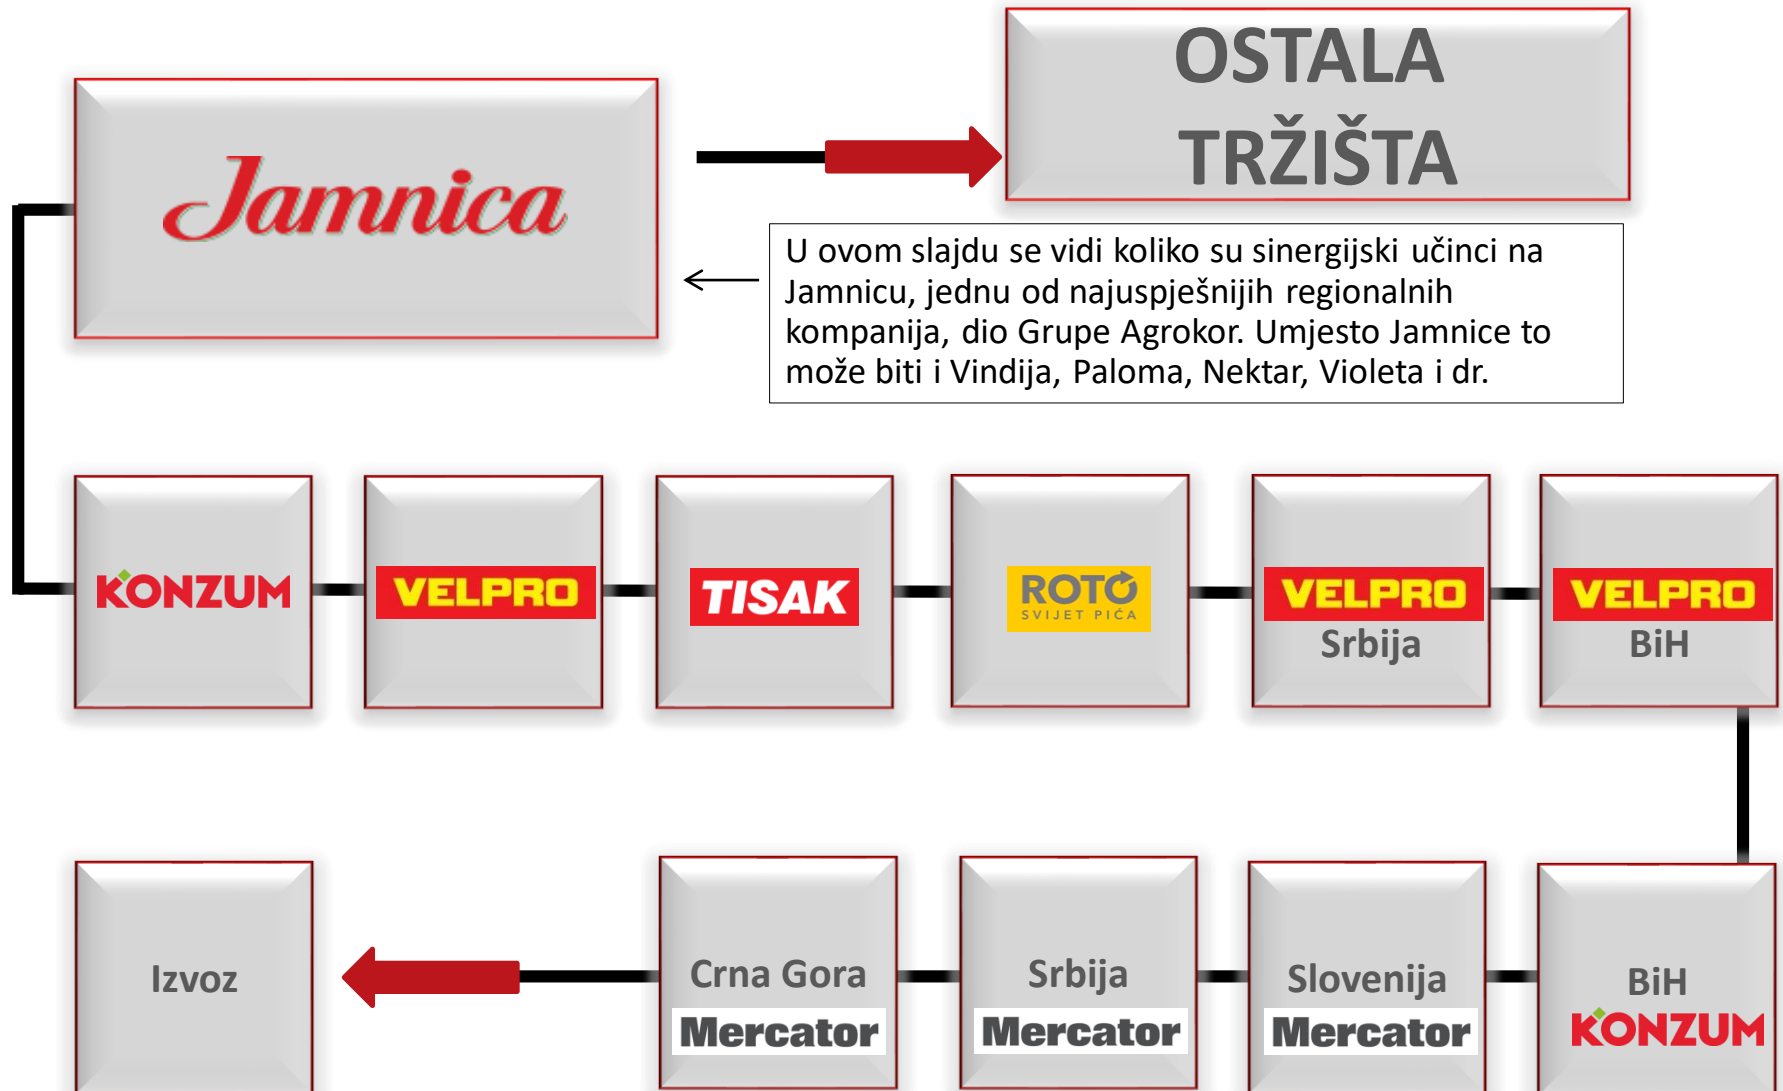 OSTALA
TRŽIŠTA
Jamnica
U ovom slajdu se vidi koliko su sinergijski učinci na
Jamnicu, jednu od najuspješnijih regionalnih
kompanija, dio Grupe Agrokor. Umjesto Jamnice to
može biti i Vindija, Paloma, Nektar, Violeta i dr.
KONZUM
VELPRO
TISAK
ROTO
SVIJET PIĆA
VELPRO
Srbija
VELPRO
BiH
Izvoz
Crna Gora
Mercator
Srbija
Mercator
Slovenija
Mercator
BiH
KONZUM